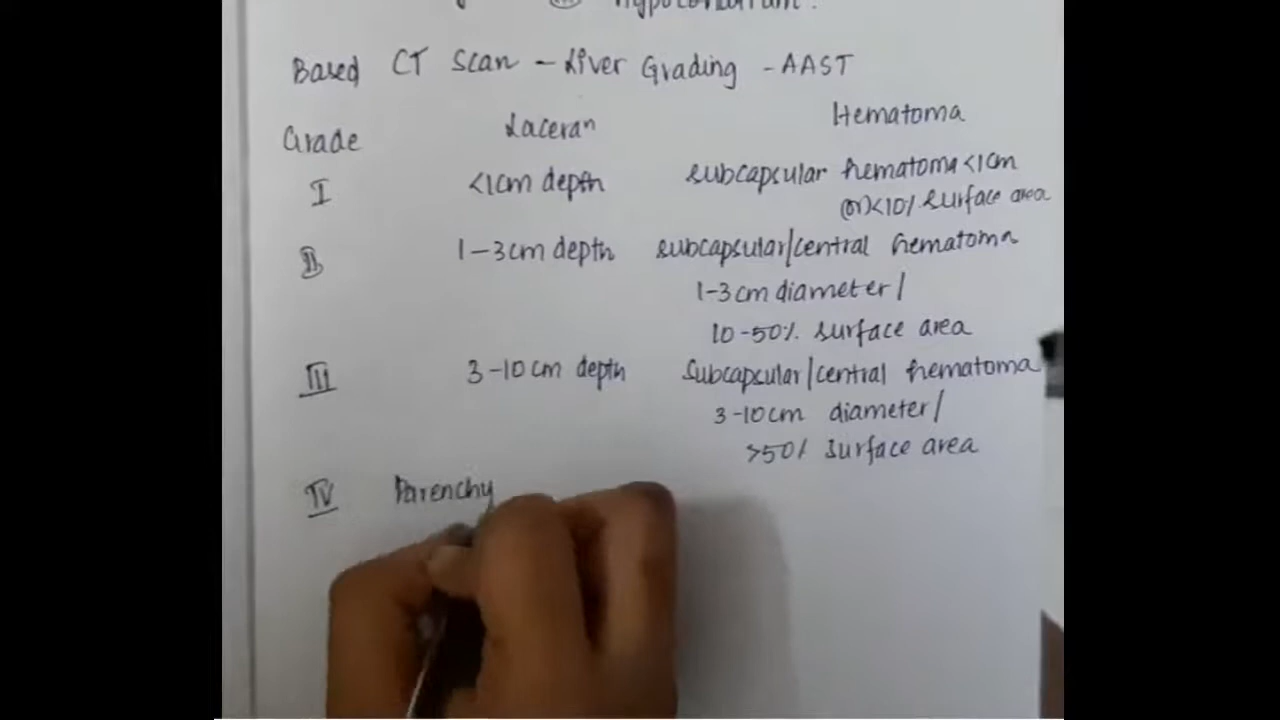 Based CT Scan - Liver Grading - AAST
Grade Laceran Hematoma
I <1cm depth subcapsular hematoma <1cm
(or) <10% surface area
II 1-3cm depth subcapsular/central hematoma
1-3cm diameter/
10-50% surface area
III 3-10cm depth Subcapsular/central hematoma
3-10cm diameter/
>50% surface area
IV Parenchy